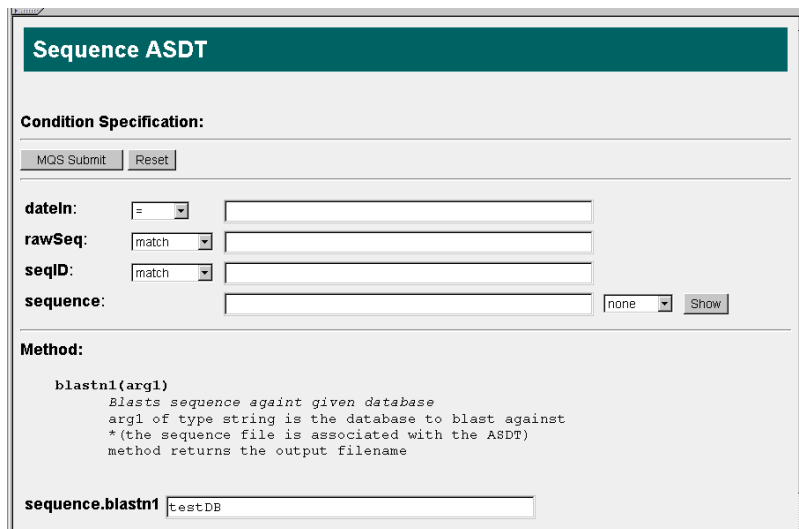 Sequence ASDT
Condition Specification:
MQS Submit Reset
dateIn: =
rawSeq: match
seqID: match
sequence: none Show
Method:
blastn1(arg1)
Blasts sequence againt given database
arg1 of type string is the database to blast against
*(the sequence file is associated with the ASDT)
method returns the output filename
sequence.blastn1 testDB